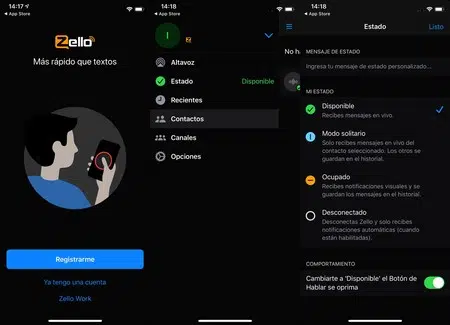 14:17
App Store
Zello
Más rápido que textos
Registrarme
Ya tengo una cuenta
Zello Work
14:18
App Store
I
Altavoz
Estado
Disponible
Recientes
Contactos
Canales
Opciones
No ha
14:18
App Store
Estado
Listo
MENSAJE DE ESTADO
Ingresa tu mensaje de estado personalizado ...
MI ESTADO
Disponible
Recibes mensajes en vivo.
Modo solitario
Solo recibes mensajes en vivo del
contacto seleccionado. Los otros se
guardan en el historial.
Ocupado
Recibes notificaciones visuales y se
guardan los mensajes en el historial.
Desconectado
Desconectas Zello y solo recibes
notificaciones automáticas (cuando
están habilitadas).
COMPORTAMIENTO
Cambiarte a 'Disponible' el Botón de
Hablar se oprima